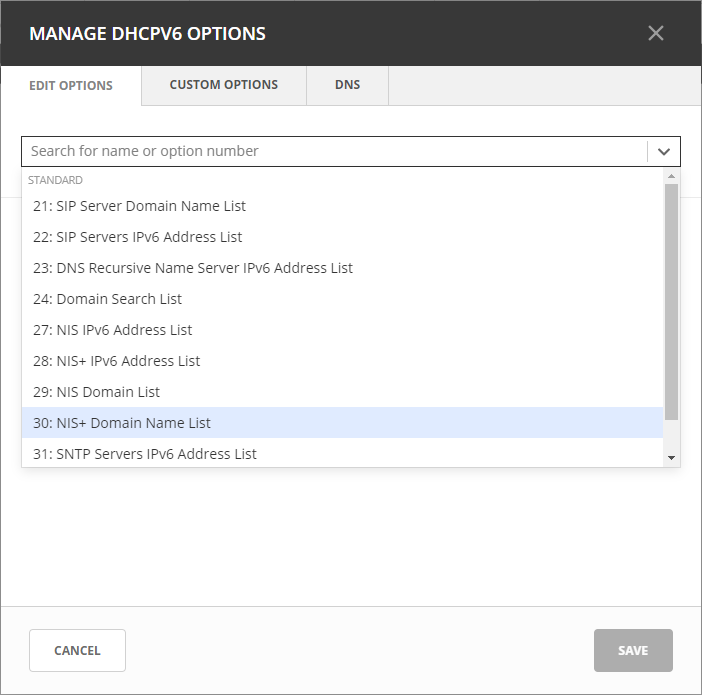 MANAGE DHCPV6 OPTIONS
EDIT OPTIONS
CUSTOM OPTIONS
DNS
Search for name or option number
STANDARD
21: SIP Server Domain Name List
22: SIP Servers IPv6 Address List
23: DNS Recursive Name Server IPv6 Address List
24: Domain Search List
27: NIS IPv6 Address List
28: NIS+ IPv6 Address List
29: NIS Domain List
30: NIS+ Domain Name List
31: SNTP Servers IPv6 Address List
CANCEL
SAVE